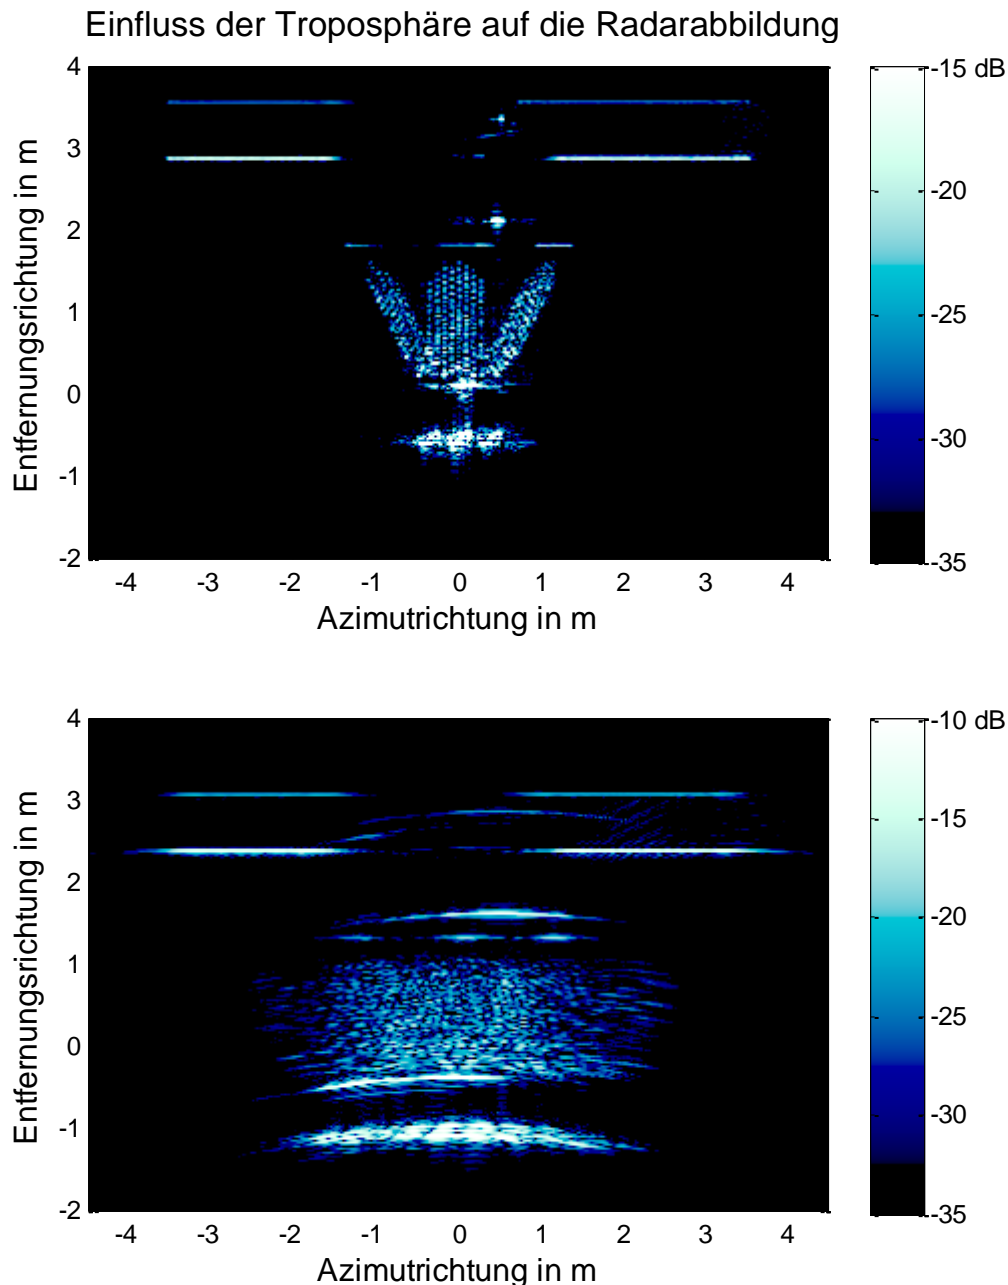 Einfluss der Troposphäre auf die Radarabbildung
4
3
2
1
0
-1
-2
Entfernungsrichtung in m
-4 -3 -2 -1 0 1 2 3 4
Azimutrichtung in m
-15 dB
-20
-25
-30
-35
4
3
2
1
0
-1
-2
Entfernungsrichtung in m
-4 -3 -2 -1 0 1 2 3 4
Azimutrichtung in m
-10 dB
-15
-20
-25
-30
-35